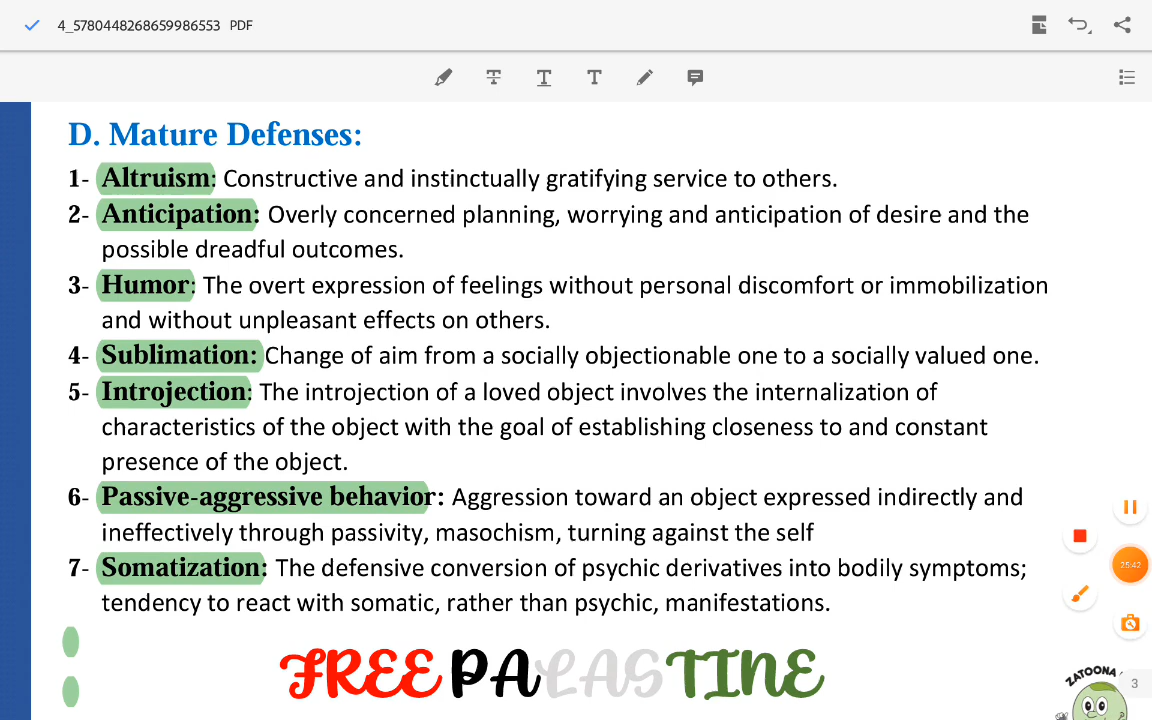 4_5780448268659986553 PDF
D. Mature Defenses:
1- Altruism: Constructive and instinctually gratifying service to others.
2- Anticipation: Overly concerned planning, worrying and anticipation of desire and the
possible dreadful outcomes.
3- Humor: The overt expression of feelings without personal discomfort or immobilization
and without unpleasant effects on others.
4- Sublimation: Change of aim from a socially objectionable one to a socially valued one.
5- Introjection: The introjection of a loved object involves the internalization of
characteristics of the object with the goal of establishing closeness to and constant
presence of the object.
6- Passive-aggressive behavior: Aggression toward an object expressed indirectly and
ineffectively through passivity, masochism, turning against the self
7- Somatization: The defensive conversion of psychic derivatives into bodily symptoms;
tendency to react with somatic, rather than psychic, manifestations.
25:42
FREE PALASTINE
ZATOONA
3